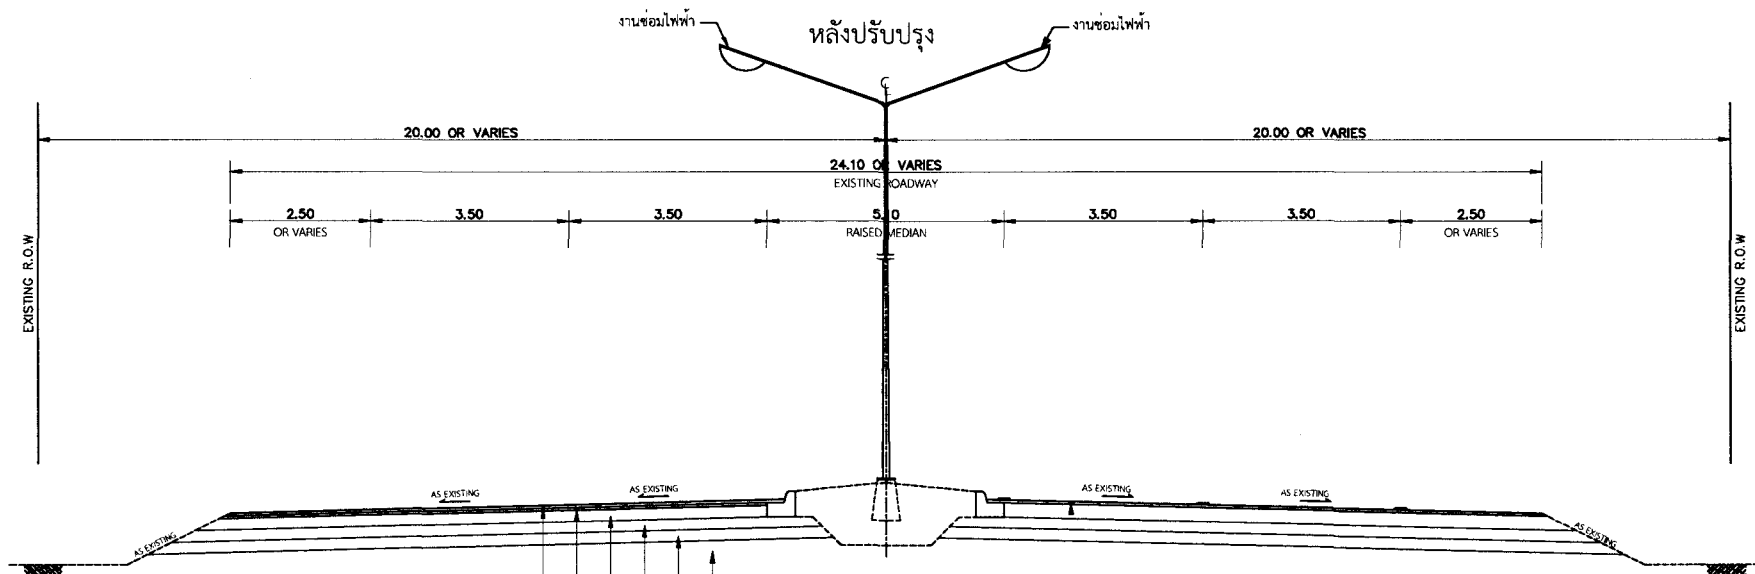 งานซ่อมไฟฟ้า
หลังปรับปรุง
งานซ่อมไฟฟ้า
20.00 OR VARIES
20.00 OR VARIES
24.10 OR VARIES
EXISTING ROADWAY
2.50
3.50
3.50
3.50
3.50
2.50
OR VARIES
RAISED MEDIAN
OR VARIES
EXISTING R.O.W
EXISTING R.O.W
AS EXISTING
AS EXISTING
AS EXISTING
AS EXISTING
AS EXISTING
AS EXISTING